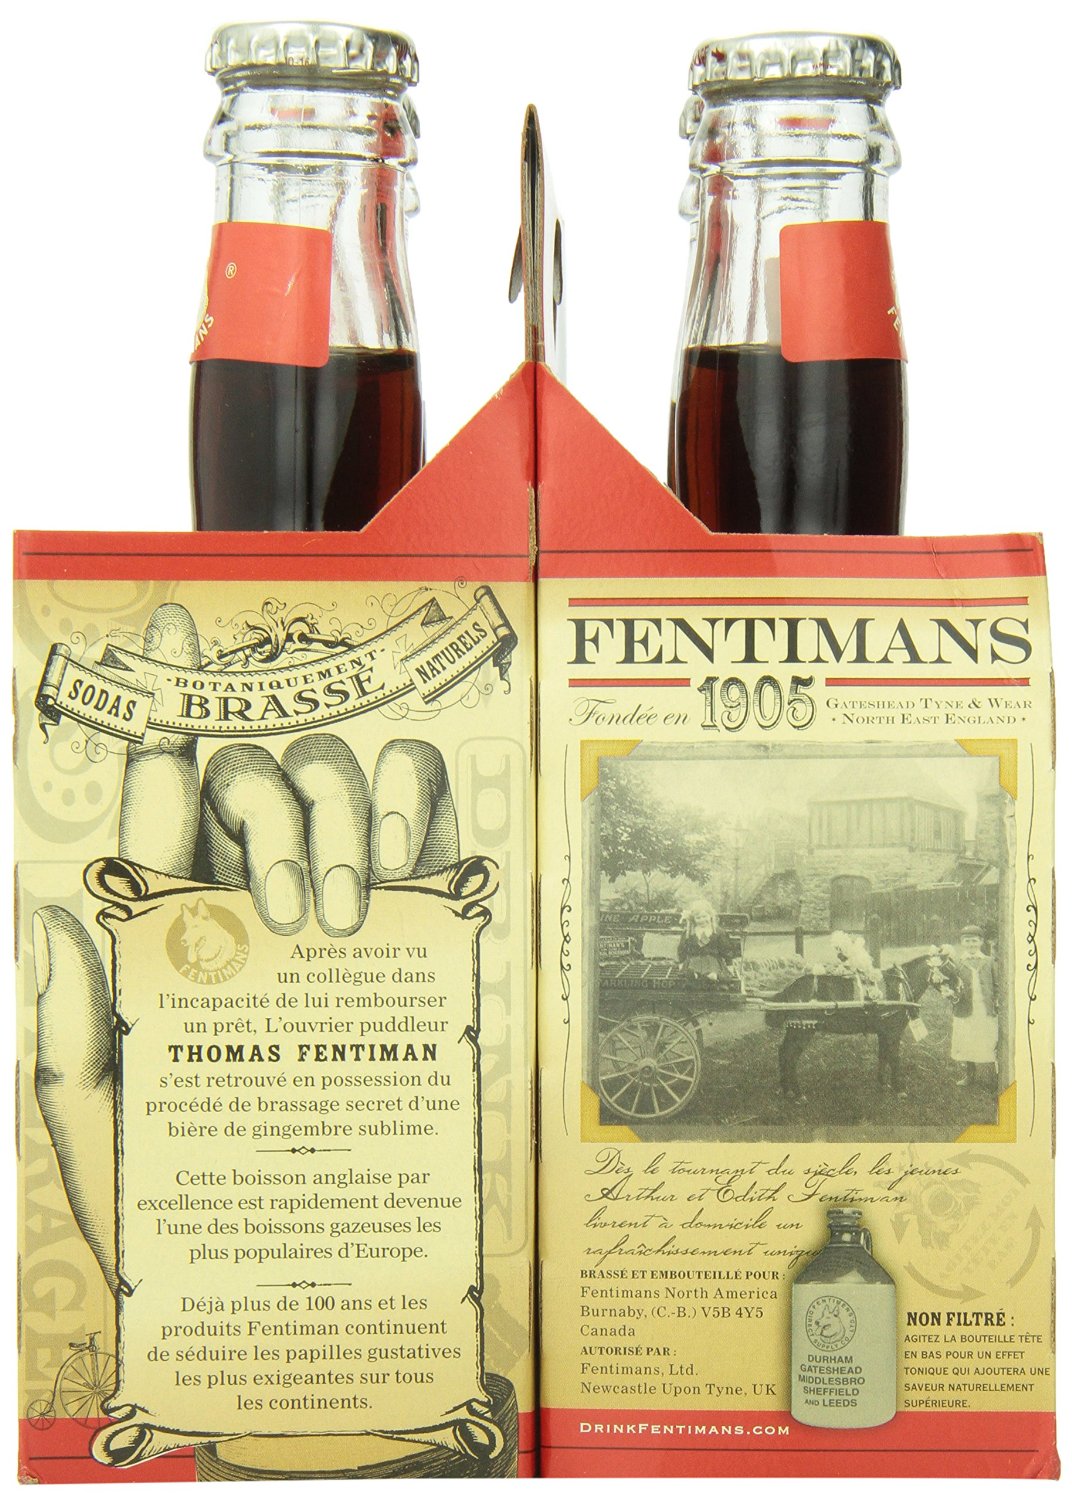 ®
SODAS
-BOTANIQUEMENT-
BRASSÉ
NATURELS
FENTIMANS
Après avoir vu
un collègue dans
l'incapacité de lui rembourser
un prêt, L'ouvrier puddleur
THOMAS FENTIMAN
s'est retrouvé en possession du
procédé de brassage secret d'une
bière de gingembre sublime.
Cette boisson anglaise par
excellence est rapidement devenue
l'une des boissons gazeuses les
plus populaires d'Europe.
Déjà plus de 100 ans et les
produits Fentiman continuent
de séduire les papilles gustatives
les plus exigeantes sur tous
les continents.
FENTIMANS
Fondée en 1905
GATESHEAD TYNE & WEAR
• NORTH EAST ENGLAND •
INE APPLE
SPARKLING HOP
Dès le tournant du siècle, les jeunes
Arthur et Edith Fentiman
livrent à domicile un
rafraîchissement unique
BRASSÉ ET EMBOUTEILLÉ POUR :
Fentimans North America
Burnaby, (C.-B.) V5B 4Y5
Canada
AUTORISÉ PAR :
Fentimans, Ltd.
Newcastle Upon Tyne, UK
DURHAM
GATESHEAD
MIDDLESBRO
SHEFFIELD
AND LEEDS
NON FILTRÉ :
AGITEZ LA BOUTEILLE TÊTE
EN BAS POUR UN EFFET
TONIQUE QUI AJOUTERA UNE
SAVEUR NATURELLEMENT
SUPÉRIEURE.
DRINKFENTIMANS.COM